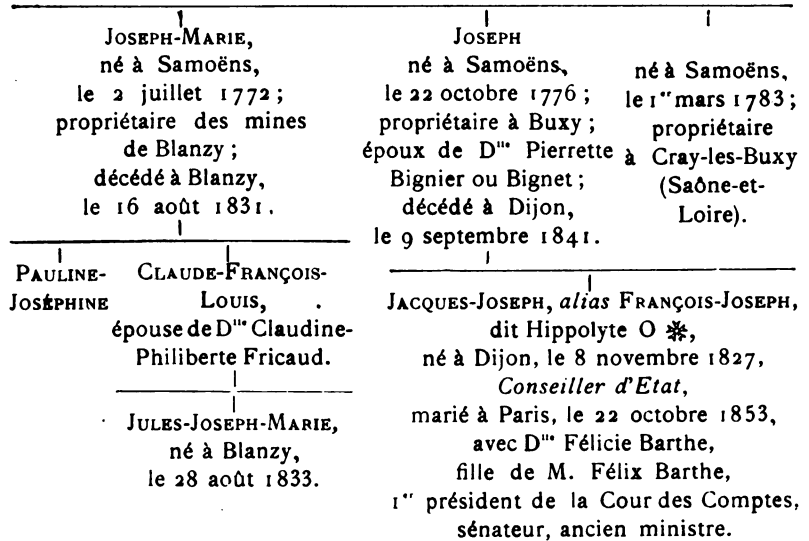 JOSEPH-MARIE,
né à Samoëns,
le 2 juillet 1772 ;
propriétaire des mines
de Blanzy ;
décédé à Blanzy,
le 16 août 1831.
JOSEPH
né à Samoëns,
le 22 octobre 1776 ;
propriétaire à Buxy ;
époux de Dlle Pierrette
Bignier ou Bignet ;
décédé à Dijon,
le 9 septembre 1841.
né à Samoëns,
le 1er mars 1783 ;
propriétaire
à Cray-les-Buxy
(Saône-et-
Loire).
PAULINE-
JOSÉPHINE
CLAUDE-FRANÇOIS-
LOUIS,
épouse de Dlle Claudine-
Philiberte Fricaud.
JULES-JOSEPH-MARIE,
né à Blanzy,
le 28 août 1833.
JACQUES-JOSEPH, alias FRANÇOIS-JOSEPH,
dit Hippolyte O ❋,
né à Dijon, le 8 novembre 1827,
Conseiller d'Etat,
marié à Paris, le 22 octobre 1853,
avec Dlle Félicie Barthe,
fille de M. Félix Barthe,
1er président de la Cour des Comptes,
sénateur, ancien ministre.